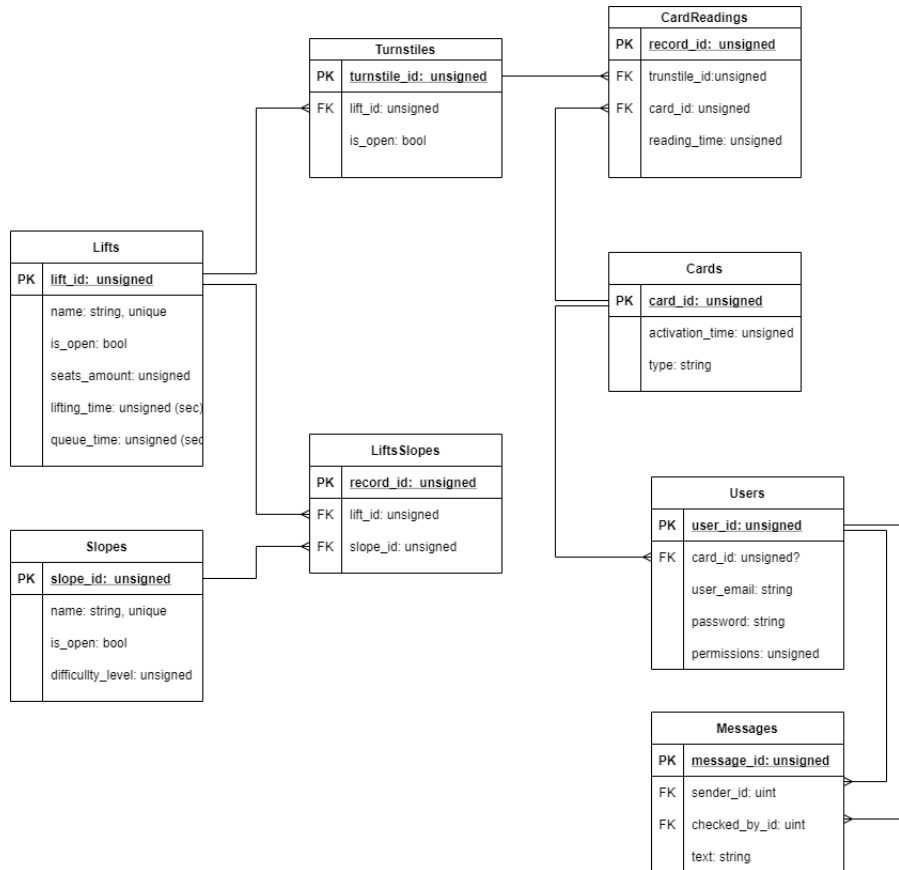 CardReadings
PK record_id: unsigned
FK trunstile_id:unsigned
FK card_id: unsigned
reading_time: unsigned
Turnstiles
PK turnstile_id: unsigned
FK lift_id: unsigned
is_open: bool
Lifts
PK lift_id: unsigned
name: string, unique
is_open: bool
seats_amount: unsigned
lifting_time: unsigned (sec)
queue_time: unsigned (sec
Cards
PK card_id: unsigned
activation_time: unsigned
type: string
LiftsSlopes
PK record_id: unsigned
FK lift_id: unsigned
FK slope_id: unsigned
Slopes
PK slope_id: unsigned
name: string, unique
is_open: bool
difficullty_level: unsigned
Users
PK user_id: unsigned
FK card_id: unsigned?
user_email: string
password: string
permissions: unsigned
Messages
PK message_id: unsigned
FK sender_id: uint
FK checked_by_id: uint
text: string